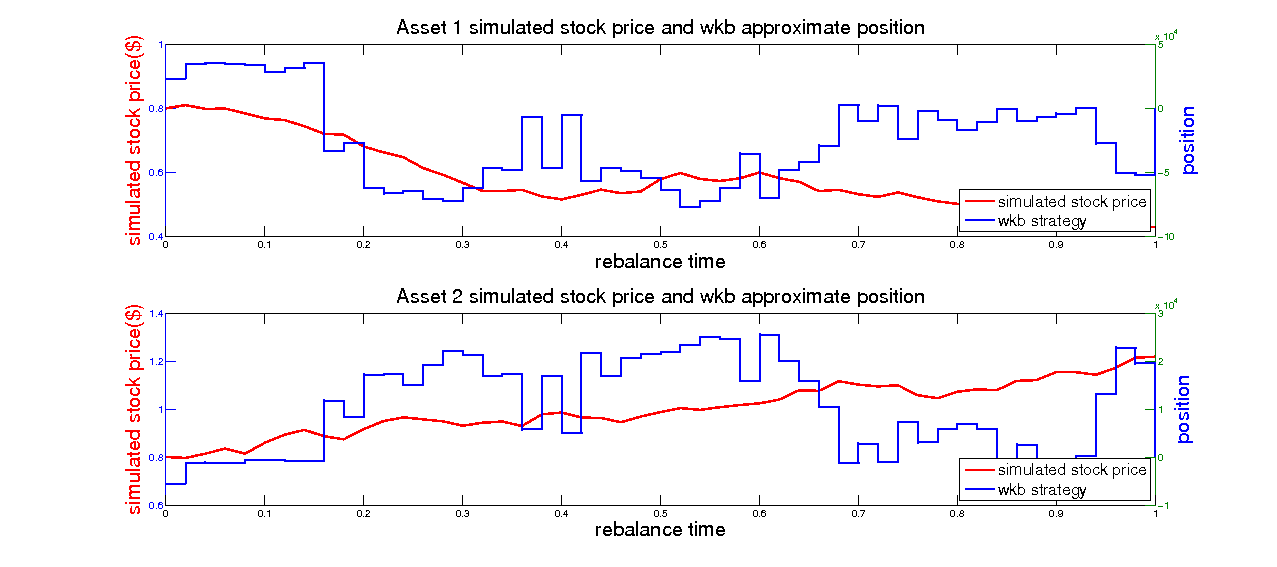 Asset 1 simulated stock price and wkb approximate position
x 10^4
simulated stock price($)
1
0.8
0.6
0.4
5
0
−5
−10
position
simulated stock price
wkb strategy
0 0.1 0.2 0.3 0.4 0.5 0.6 0.7 0.8 0.9 1
rebalance time
Asset 2 simulated stock price and wkb approximate position
x 10^4
simulated stock price($)
1.4
1.2
1
0.8
0.6
3
2
1
0
−1
position
simulated stock price
wkb strategy
0 0.1 0.2 0.3 0.4 0.5 0.6 0.7 0.8 0.9 1
rebalance time